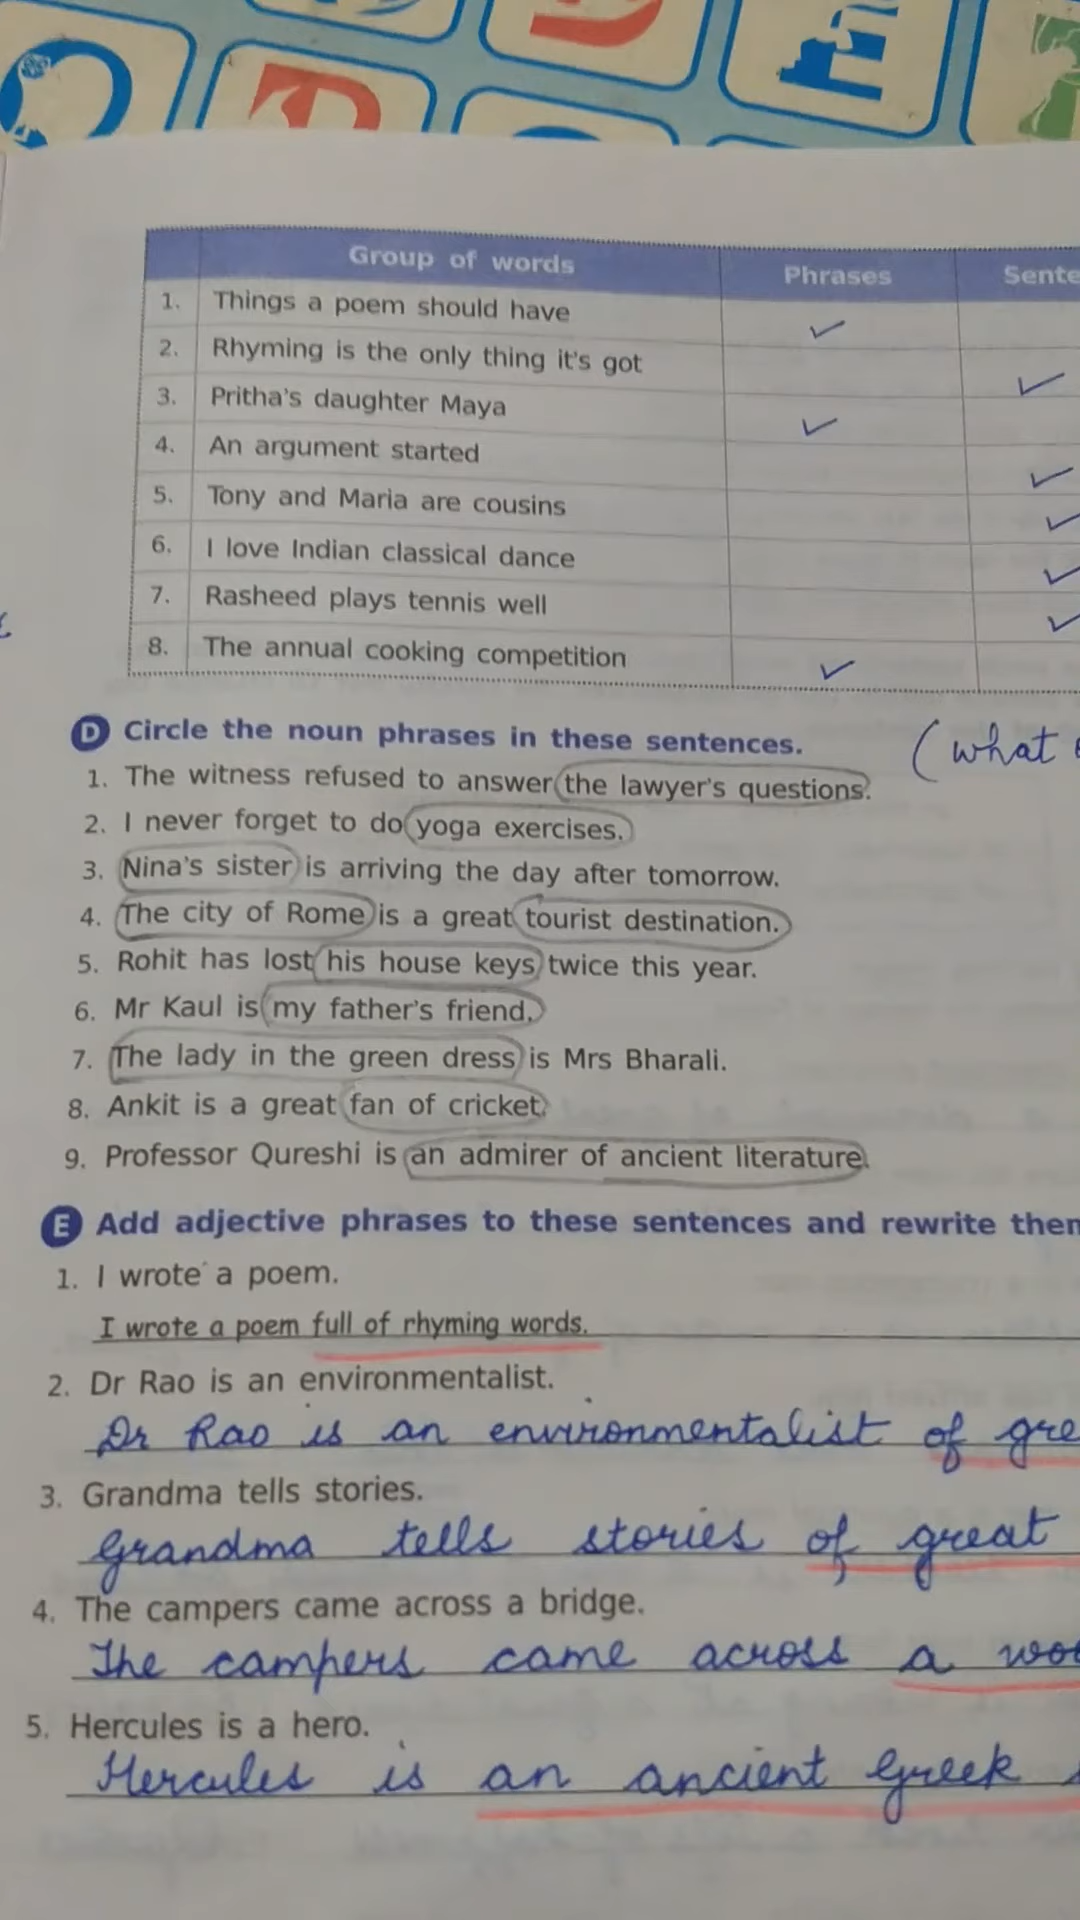 Group of words Phrases
1. Things a poem should have ✓
2. Rhyming is the only thing it's got ✓
3. Pritha's daughter Maya ✓
4. An argument started ✓
5. Tony and Maria are cousins ✓
6. I love Indian classical dance ✓
7. Rasheed plays tennis well ✓
8. The annual cooking competition ✓
D Circle the noun phrases in these sentences. (what
1. The witness refused to answer the lawyer's questions.
2. I never forget to do yoga exercises.
3. Nina's sister is arriving the day after tomorrow.
4. The city of Rome is a great tourist destination.
5. Rohit has lost his house keys twice this year.
6. Mr Kaul is my father's friend.
7. The lady in the green dress is Mrs Bharali.
8. Ankit is a great fan of cricket.
9. Professor Qureshi is an admirer of ancient literature.
E Add adjective phrases to these sentences and rewrite
1. I wrote a poem.
I wrote a poem full of rhyming words.
2. Dr Rao is an environmentalist.
Dr Rao is an environmentalist of
3. Grandma tells stories.
Grandma tells stories of great
4. The campers came across a bridge.
The campers came across a
5. Hercules is a hero.
Hercules is an ancient Greek